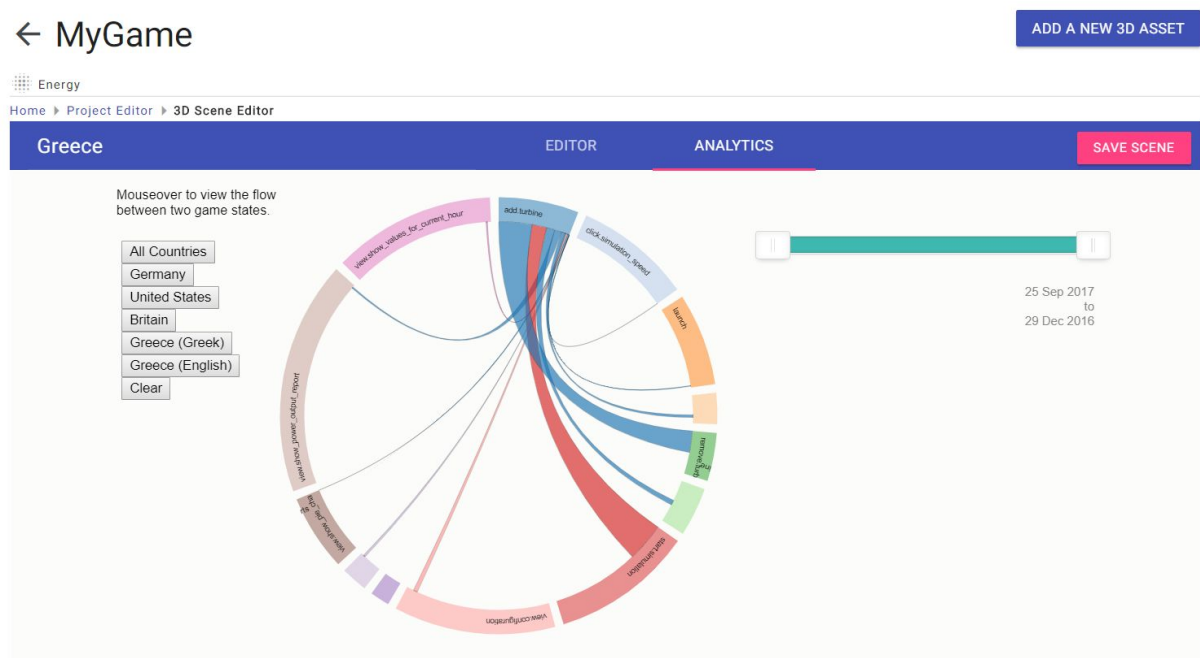 MyGame
ADD A NEW 3D ASSET
Energy
Home Project Editor 3D Scene Editor
Greece
EDITOR
ANALYTICS
SAVE SCENE
Mouseover to view the flow
between two game states.
All Countries
Germany
United States
Britain
Greece (Greek)
Greece (English)
Clear
view.show_values_for_current_hour
add.turbine
click.simulation_speed
launch
start.simulation
view.configuration
view.show_power_output_report
25 Sep 2017
to
29 Dec 2016